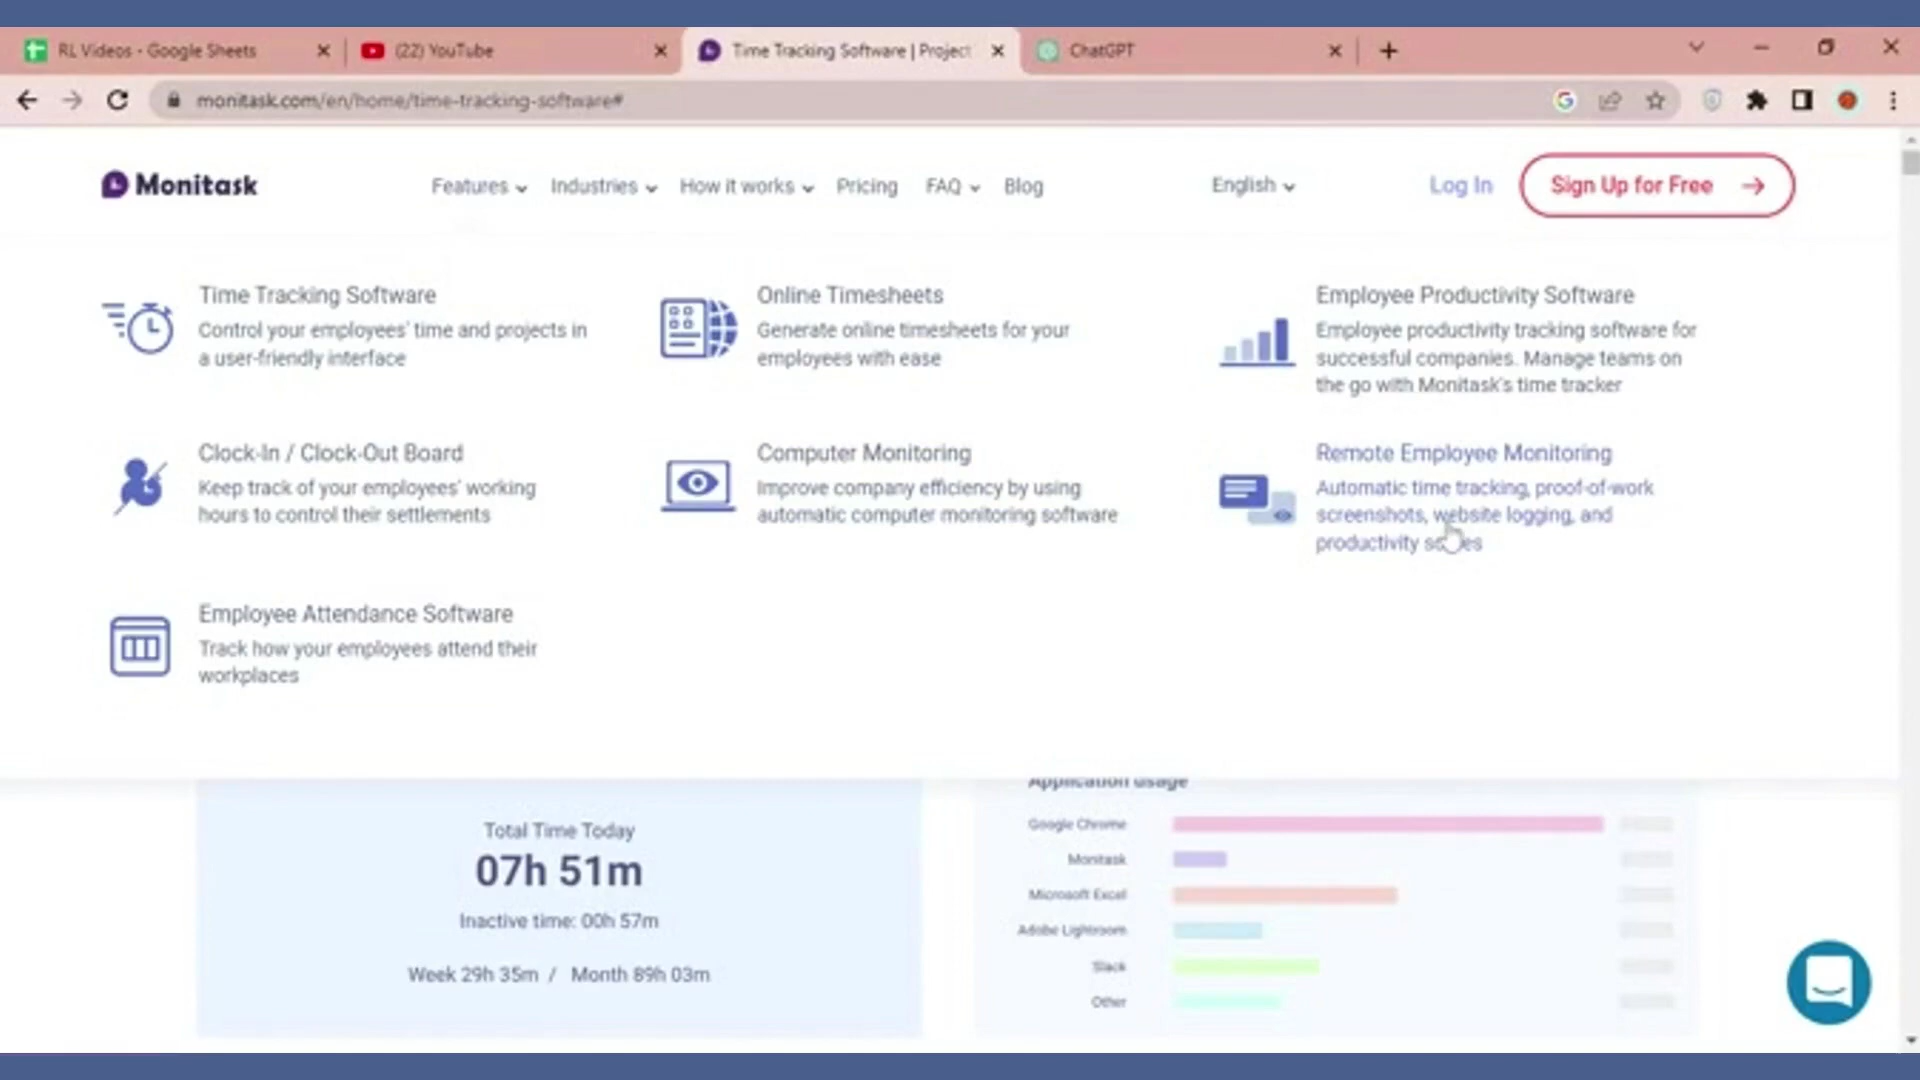 RL Videos - Google Sheets
(22) YouTube
Time Tracking Software | Project
ChatGPT
monitask.com/en/home/time-tracking-software#
Monitask
Features
Industries
How it works
Pricing
FAQ
Blog
English
Log In
Sign Up for Free
Time Tracking Software
Control your employees' time and projects in
a user-friendly interface
Online Timesheets
Generate online timesheets for your
employees with ease
Employee Productivity Software
Employee productivity tracking software for
successful companies. Manage teams on
the go with Monitask's time tracker
Clock-In / Clock-Out Board
Keep track of your employees' working
hours to control their settlements
Computer Monitoring
Improve company efficiency by using
automatic computer monitoring software
Remote Employee Monitoring
Automatic time tracking, proof-of-work
screenshots, website logging, and
productivity
Employee Attendance Software
Track how your employees attend their
workplaces
Total Time Today
07h 51m
Inactive time: 00h 57m
Week 29h 35m / Month 89h 03m
Application usage
Google Chrome
Monitask
Microsoft Excel
Adobe Lightroom
Slack
Other